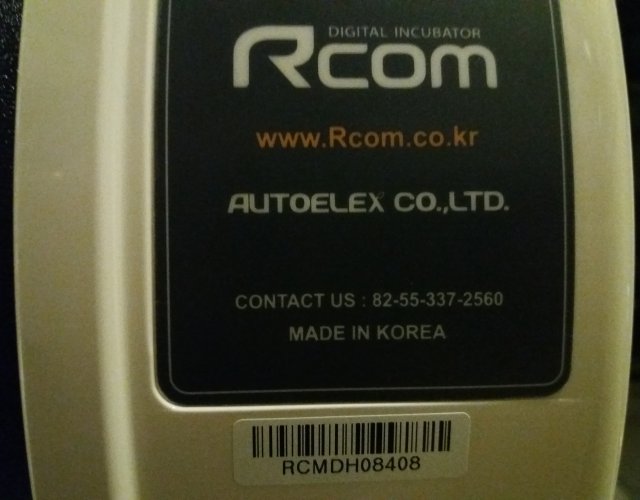 DIGITAL INCUBATOR
Rcom
www.Rcom.co.kr
AUTOELEX CO.,LTD.
CONTACT US : 82-55-337-2560
MADE IN KOREA
RCMDH08408